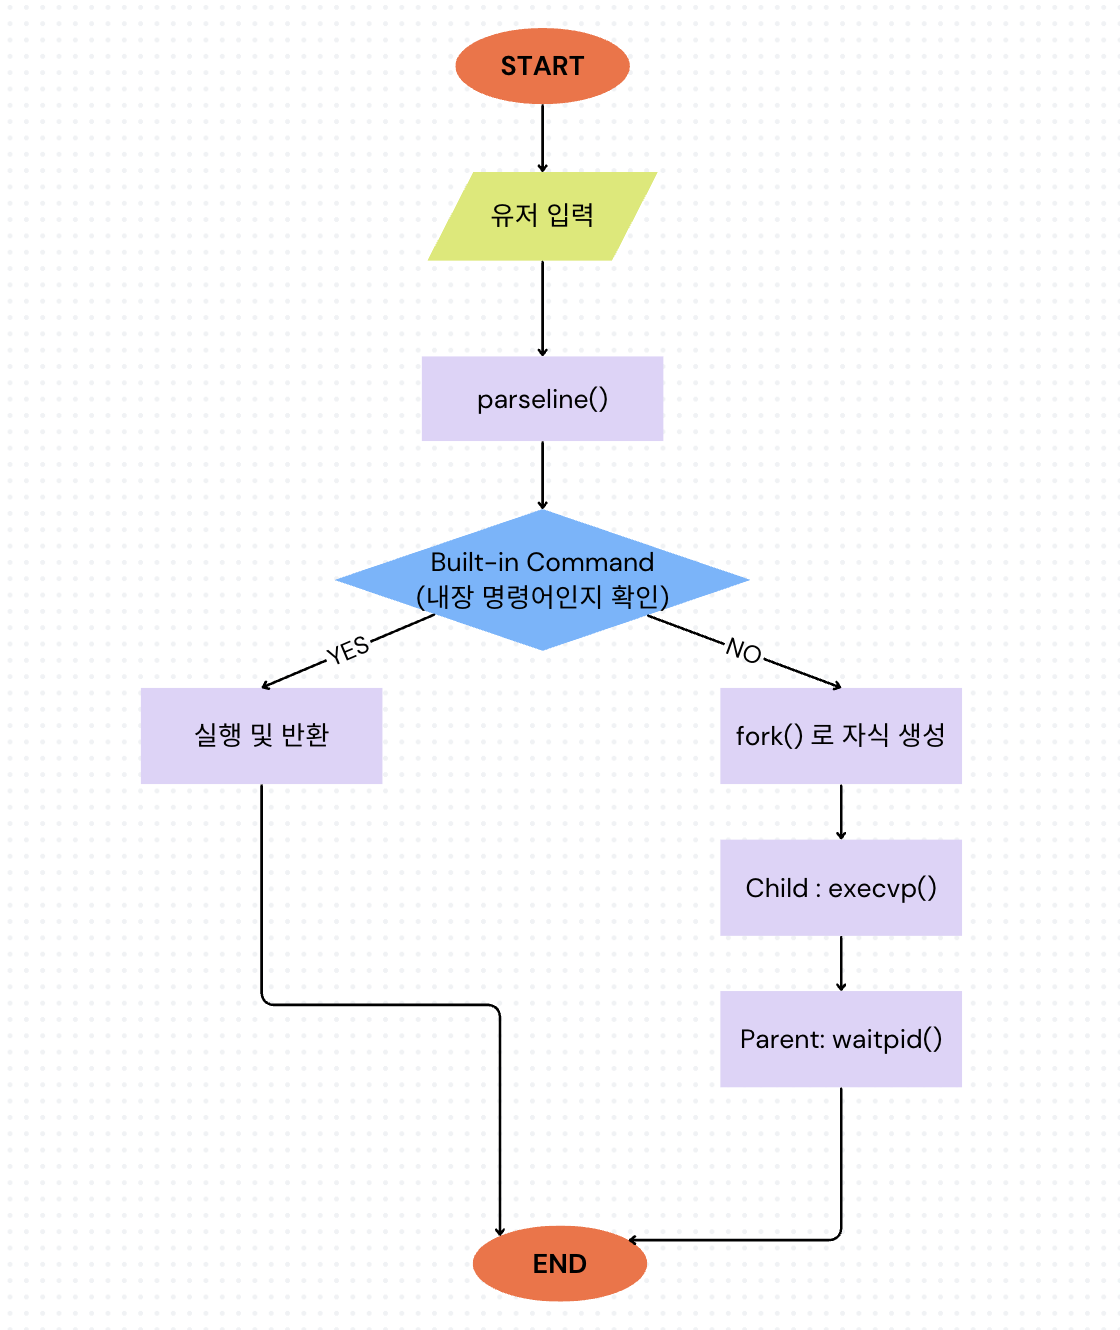 START
유저 입력
parseline()
Built-in Command
(내장 명령어인지 확인)
YES
NO
실행 및 반환
fork() 로 자식 생성
Child : execvp()
Parent: waitpid()
END